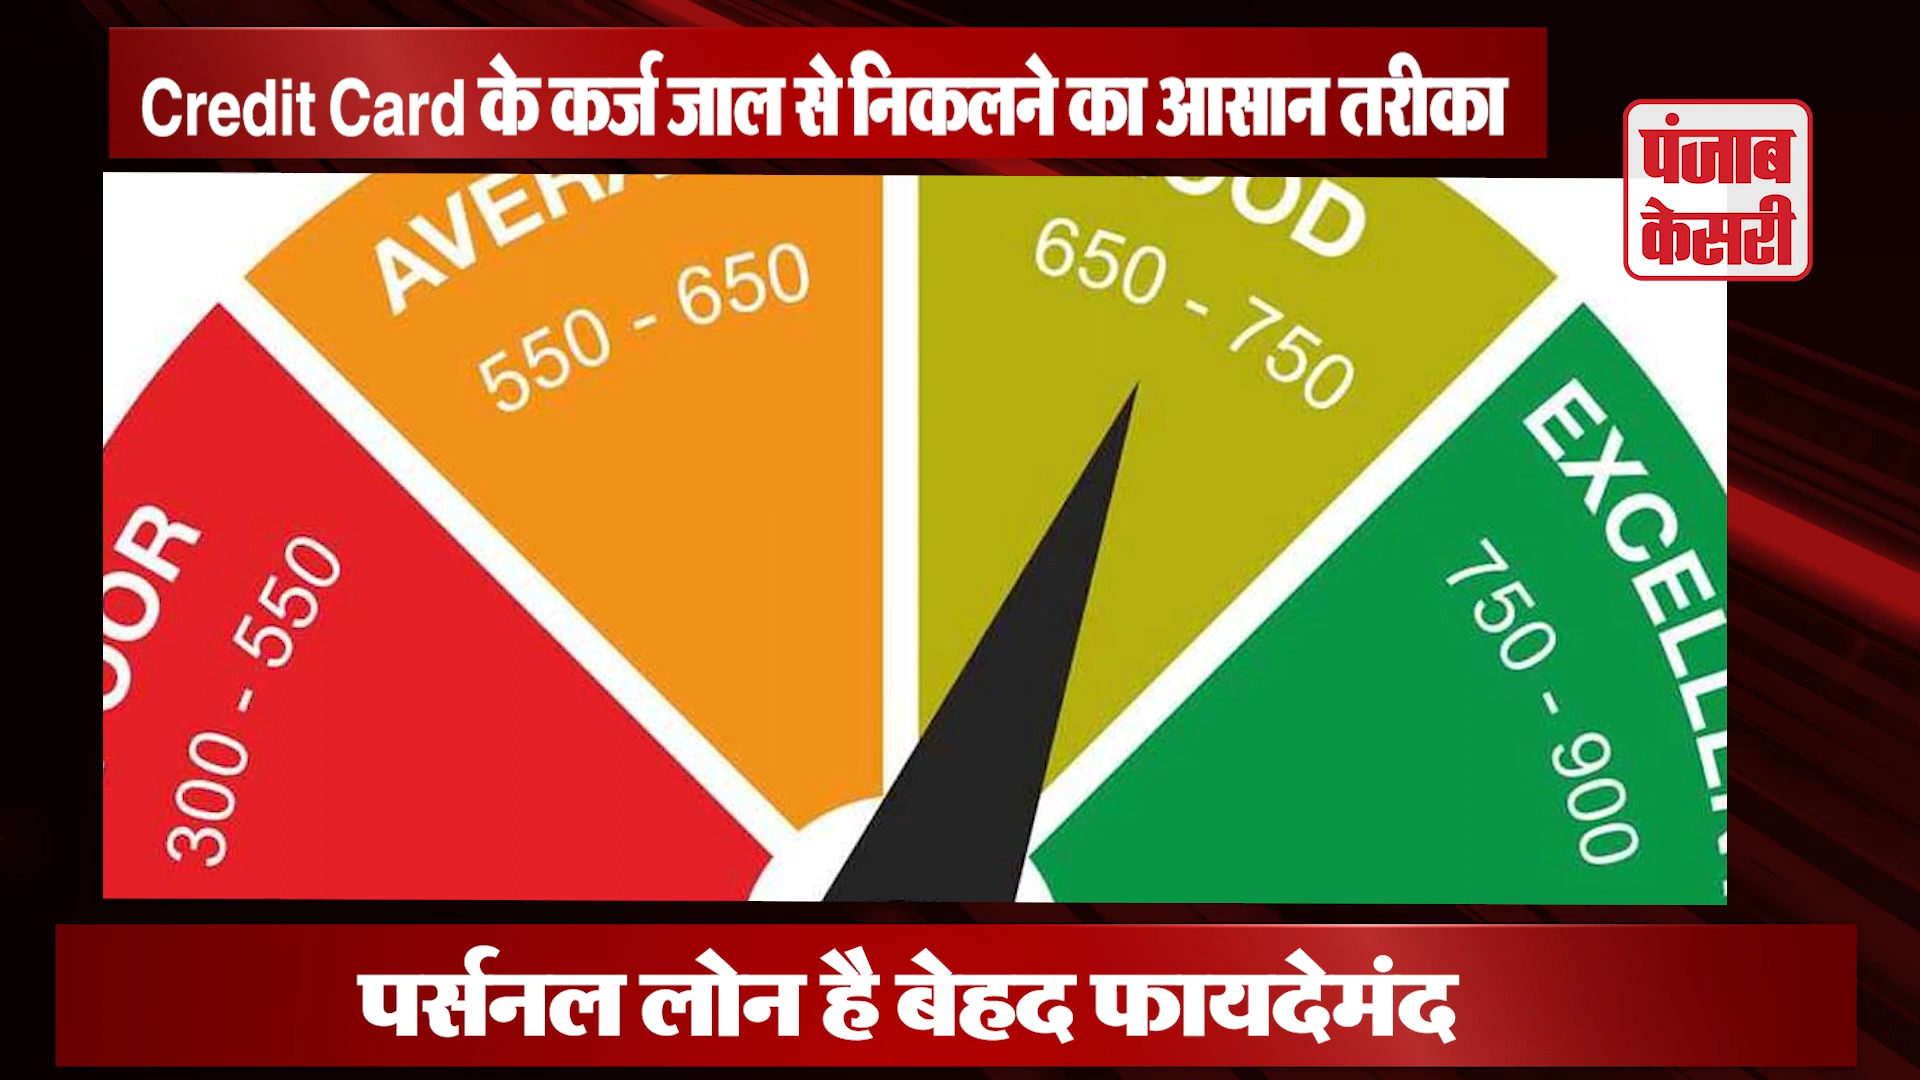 Credit Card के कर्ज जाल से निकलने का आसान तरीका
पंजाब
केसरी
550 - 650
650 - 750
300 - 550
750 - 900
पर्सनल लोन है बेहद फायदेमंद